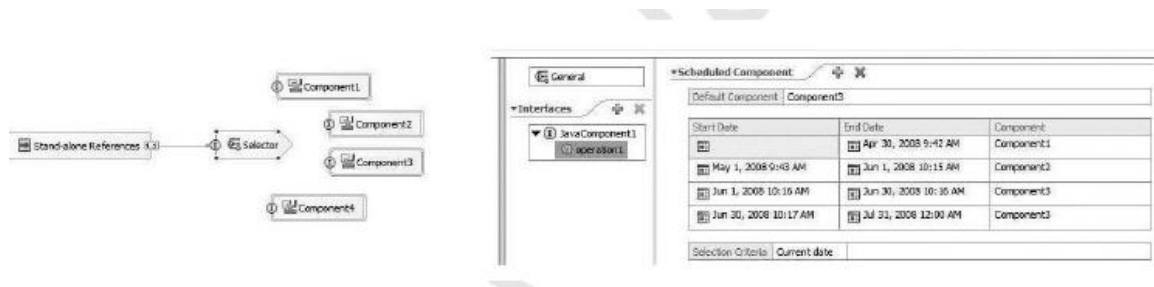 Component1
Component2
Stand-alone References
Selector
Component3
Component4
General
Interfaces
JavaComponent1
operation1
Scheduled Component
Default Component Component3
Start Date End Date Component
Apr 30, 2008 9:42 AM Component1
May 1, 2008 9:43 AM Jun 1, 2008 10:15 AM Component2
Jun 1, 2008 10:16 AM Jun 30, 2008 10:16 AM Component3
Jun 30, 2008 10:17 AM Jul 31, 2008 12:00 AM Component3
Selection Criteria Current date